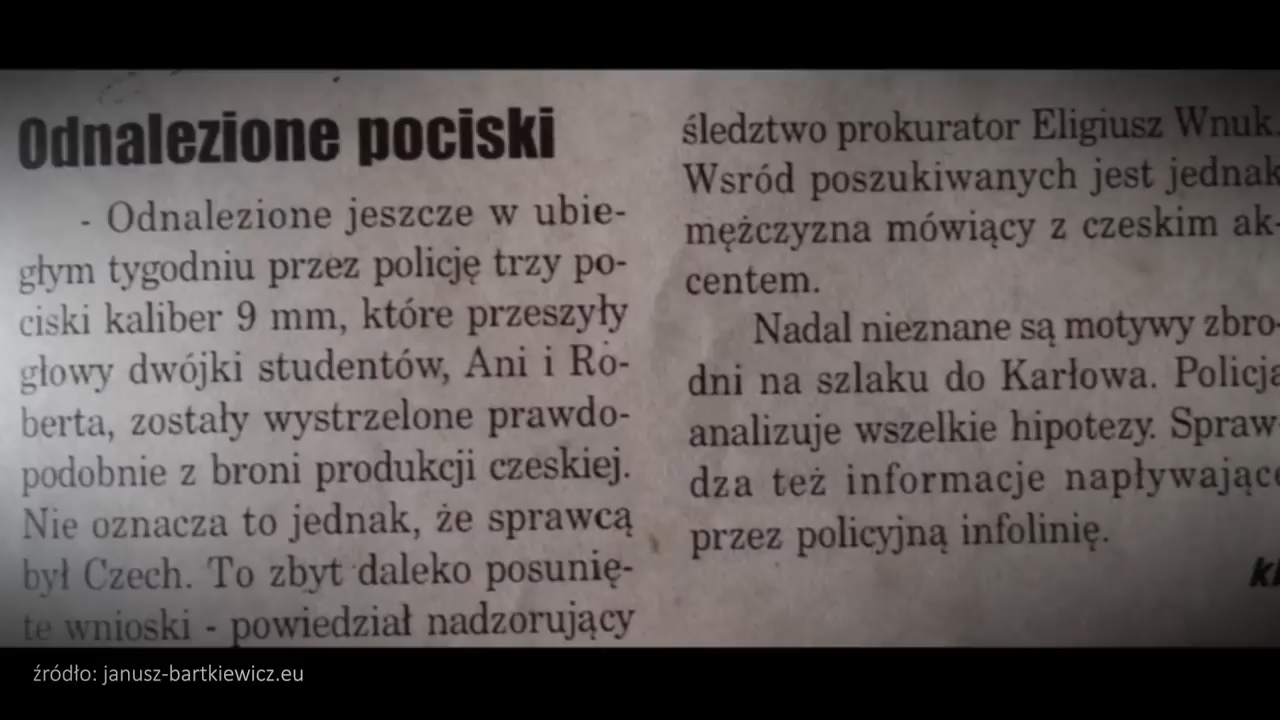 Odnalezione pociski
- Odnalezione jeszcze w ubie-
głym tygodniu przez policję trzy po-
ciski kaliber 9 mm, które przeszyły
głowy dwójki studentów, Ani i Ro-
berta, zostały wystrzelone prawdo-
podobnie z broni produkcji czeskiej.
Nie oznacza to jednak, że sprawcą
był Czech. To zbyt daleko posunię-
te wnioski - powiedział nadzorujący
śledztwo prokurator Eligiusz Wnuk.
Wsród poszukiwanych jest jednak
mężczyzna mówiący z czeskim ak-
centem.
Nadal nieznane są motywy zbro-
dni na szlaku do Karłowa. Policja
analizuje wszelkie hipotezy. Spraw-
dza też informacje napływające
przez policyjną infolinię.
źródło: janusz-bartkiewicz.eu